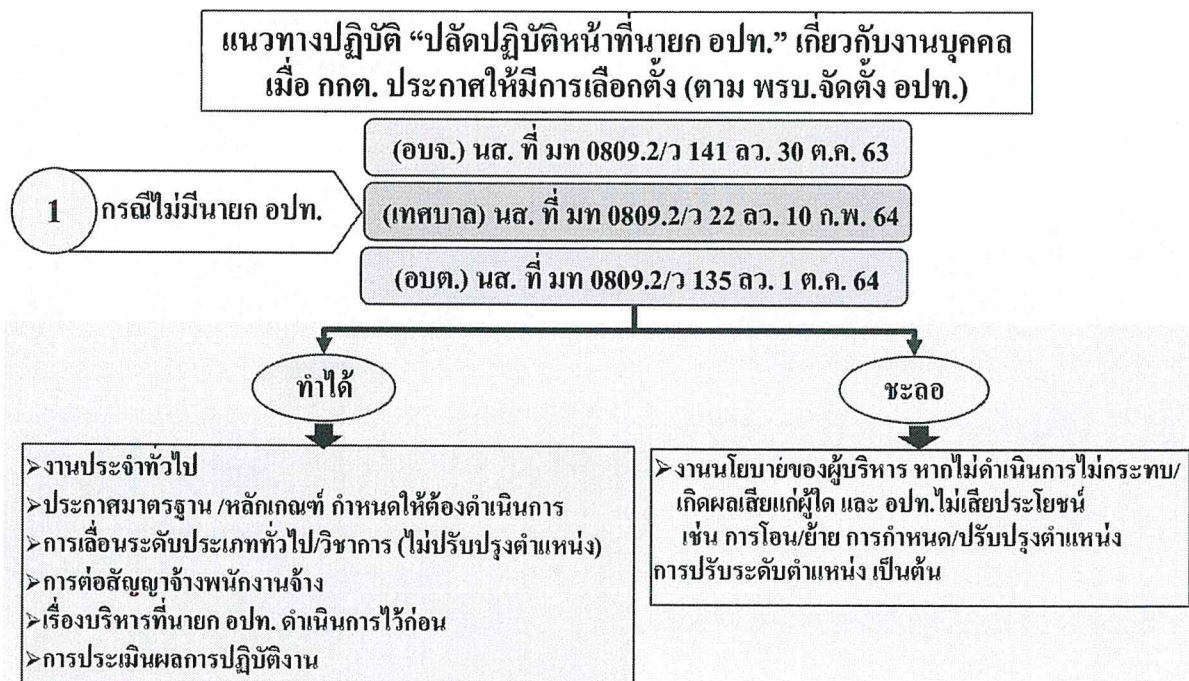 แนวทางปฏิบัติ “ปลัดปฏิบัติหน้าที่นายก อปท.” เกี่ยวกับงานบุคคล
เมื่อ กกต. ประกาศให้มีการเลือกตั้ง (ตาม พรบ.จัดตั้ง อปท.)
1 กรณีไม่มีนายก อปท.
(อบจ.) นส. ที่ มท 0809.2/ว 141 ลว. 30 ต.ค. 63
(เทศบาล) นส. ที่ มท 0809.2/ว 22 ลว. 10 ก.พ. 64
(อบต.) นส. ที่ มท 0809.2/ว 135 ลว. 1 ต.ค. 64
ทำได้
➢งานประจำทั่วไป
➢ประกาศมาตรฐาน /หลักเกณฑ์ กำหนดให้ต้องดำเนินการ
➢การเลื่อนระดับประเภททั่วไป/วิชาการ (ไม่ปรับปรุงตำแหน่ง)
➢การต่อสัญญาจ้างพนักงานจ้าง
➢เรื่องบริหารที่นายก อปท. ดำเนินการไว้ก่อน
➢การประเมินผลการปฏิบัติงาน
ชะลอ
➢งานนโยบายของผู้บริหาร หากไม่ดำเนินการไม่กระทบ/
เกิดผลเสียแก่ผู้ใด และ อปท.ไม่เสียประโยชน์
เช่น การโอน/ย้าย การกำหนด/ปรับปรุงตำแหน่ง
การปรับระดับตำแหน่ง เป็นต้น